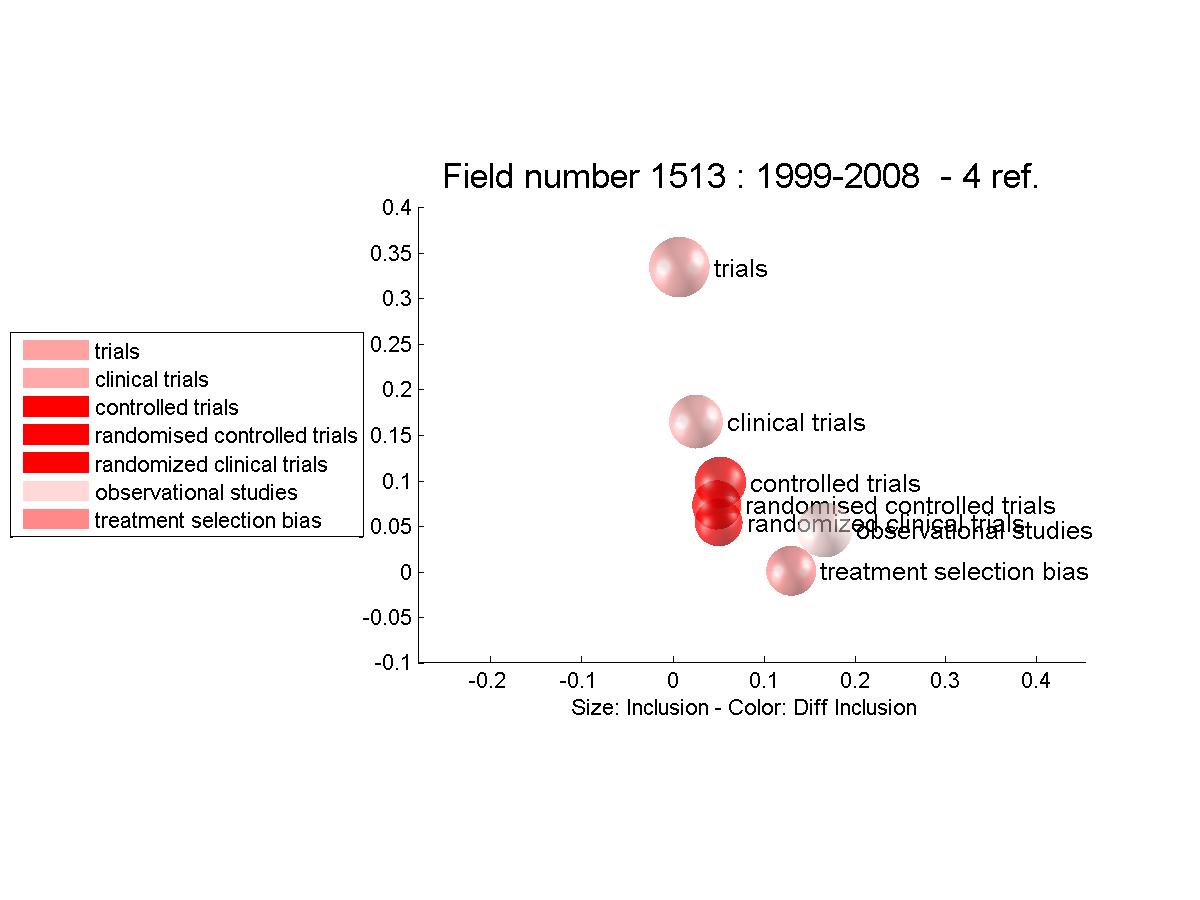 Field number 1513 : 1999-2008 - 4 ref.
0.4
0.35
0.3
0.25
0.2
0.15
0.1
0.05
0
-0.05
-0.1
trials
clinical trials
controlled trials
randomised controlled trials
randomized clinical trials
observational studies
treatment selection bias
trials
clinical trials
controlled trials
randomised controlled trials
randomized clinical trials
observational studies
treatment selection bias
-0.2 -0.1 0 0.1 0.2 0.3 0.4
Size: Inclusion - Color: Diff Inclusion